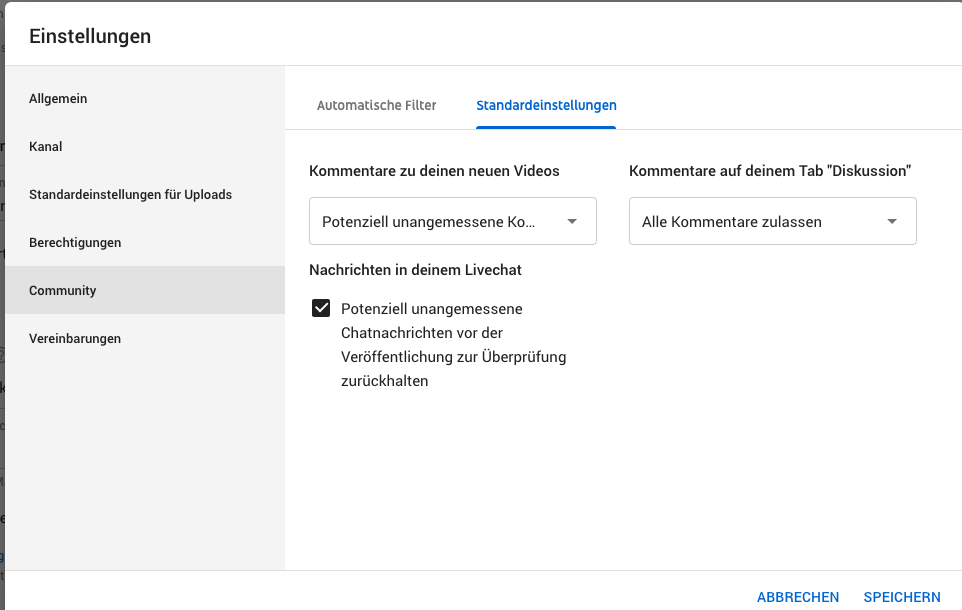 Einstellungen
Allgemein
Kanal
Standardeinstellungen für Uploads
Berechtigungen
Community
Vereinbarungen
Automatische Filter
Standardeinstellungen
Kommentare zu deinen neuen Videos
Potenziell unangemessene Ko...
Kommentare auf deinem Tab "Diskussion"
Alle Kommentare zulassen
Nachrichten in deinem Livechat
Potenziell unangemessene
Chatnachrichten vor der
Veröffentlichung zur Überprüfung
zurückhalten
ABBRECHEN
SPEICHERN